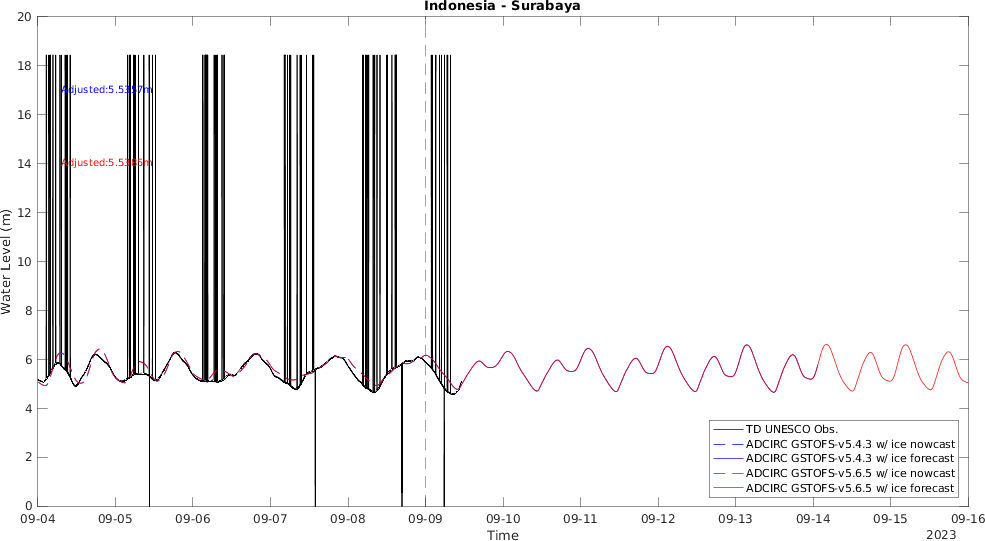 Indonesia - Surabaya
20
18
16
14
12
10
8
6
4
2
0
Water Level (m)
Adjusted:5.5357m
TD UNESCO Obs.
ADCIRC GSTOFS-v5.4.3 w/ ice nowcast
ADCIRC GSTOFS-v5.4.3 w/ ice forecast
ADCIRC GSTOFS-v5.6.5 w/ ice nowcast
ADCIRC GSTOFS-v5.6.5 w/ ice forecast
09-04 09-05 09-06 09-07 09-08 09-09 09-10 09-11 09-12 09-13 09-14 09-15 09-16
Time
2023